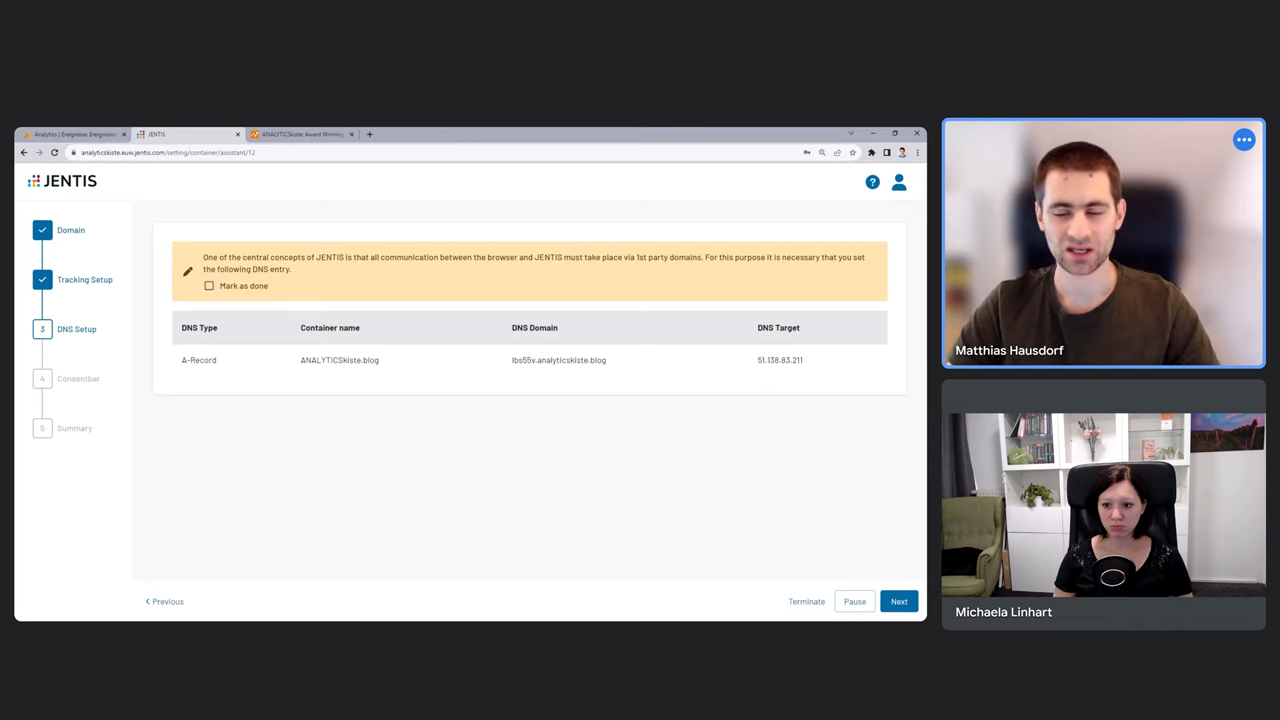 Analytics | Ereignisse: Ereignisna
JENTIS
ANALYTICSkiste: Award Winning
analyticskiste.euw.jentis.com/setting/container/assistant/12
JENTIS
Domain
Tracking Setup
3 DNS Setup
4 Consentbar
5 Summary
One of the central concepts of JENTIS is that all communication between the browser and JENTIS must take place via 1st party domains. For this purpose it is necessary that you set
the following DNS entry.
Mark as done
DNS Type Container name DNS Domain DNS Target
A-Record ANALYTICSkiste.blog lbs55v.analyticskiste.blog 51.138.83.211
Previous
Terminate Pause Next
Matthias Hausdorf
Michaela Linhart